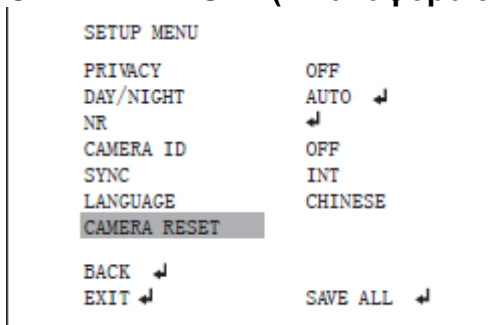 SETUP MENU
PRIVACY OFF
DAY/NIGHT AUTO ↲
NR ↲
CAMERA ID OFF
SYNC INT
LANGUAGE CHINESE
CAMERA RESET
BACK ↲
EXIT ↲ SAVE ALL ↲